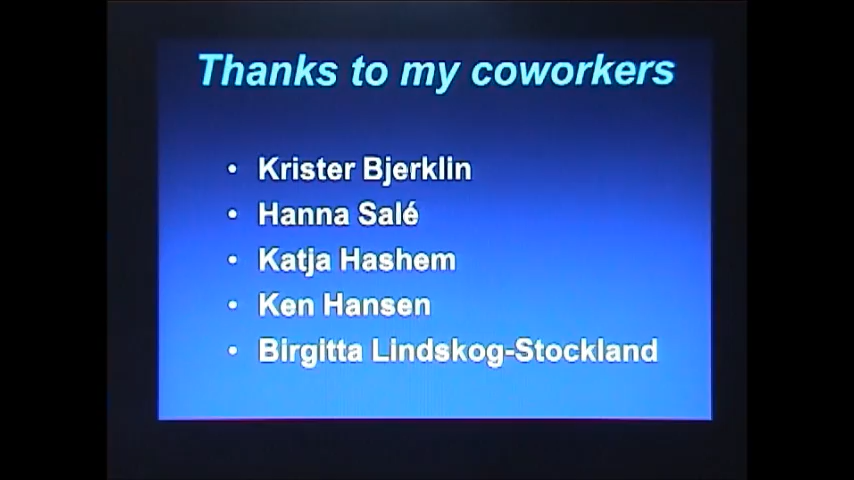 Thanks to my coworkers
• Krister Bjerklin
• Hanna Salé
• Katja Hashem
• Ken Hansen
• Birgitta Lindskog-Stockland